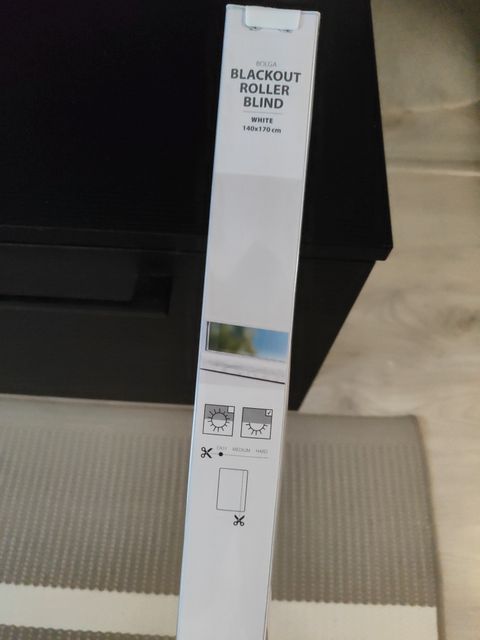 BOLGA
BLACKOUT
ROLLER
BLIND
WHITE
140x170 cm
EASY MEDIUM HARD